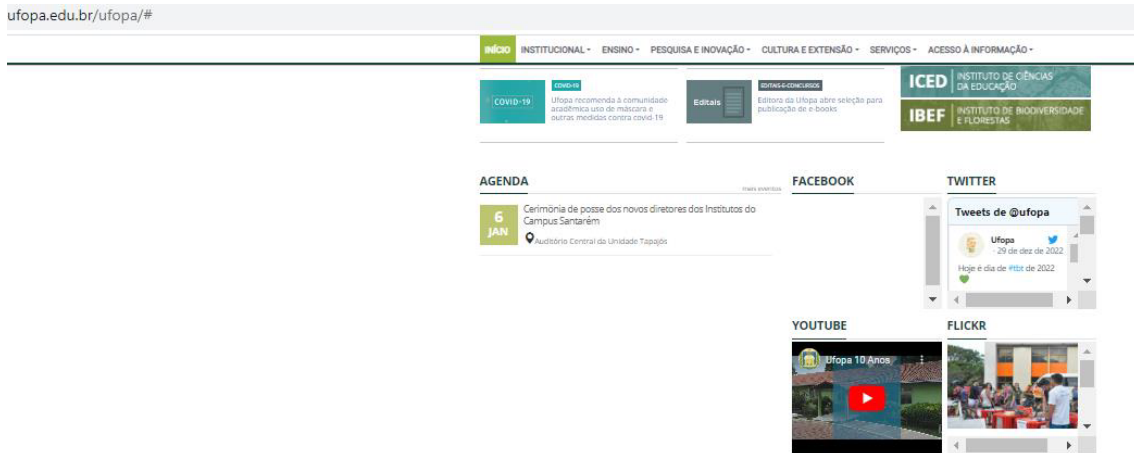 ufopa.edu.br/ufopa/#
INÍCIO INSTITUCIONAL ENSINO PESQUISA E INOVAÇÃO CULTURA E EXTENSÃO SERVIÇOS ACESSO À INFORMAÇÃO
COVID-19
COVID-19
Ufopa recomenda à comunidade
acadêmica uso de máscara e
outras medidas contra covid-19
Editais
EDITAIS-E-CONCURSOS
Editora da Ufopa abre seleção para
publicação de e-books
ICED INSTITUTO DE CIÊNCIAS
DA EDUCAÇÃO
IBEF INSTITUTO DE BIODIVERSIDADE
E FLORESTAS
AGENDA
mais eventos
6
JAN
Cerimônia de posse dos novos diretores dos Institutos do
Campus Santarém
Auditório Central da Unidade Tapajós
FACEBOOK
TWITTER
Tweets de @ufopa
Ufopa
· 29 de dez de 2022
Hoje é dia de #tbt de 2022
YOUTUBE
Ufopa 10 Anos
FLICKR